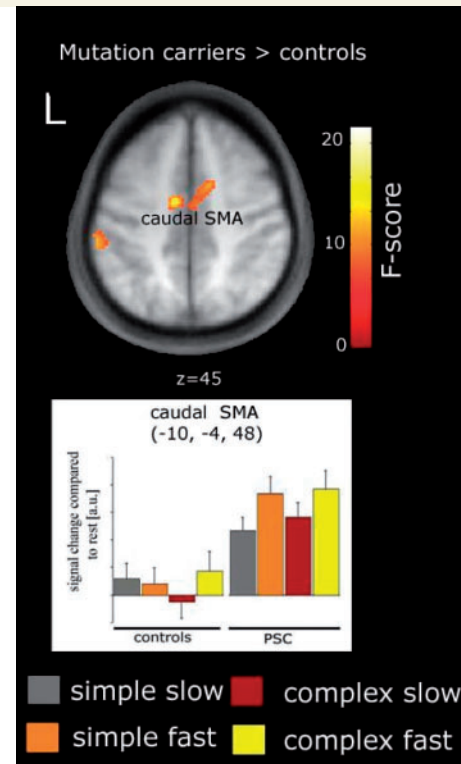 Mutation carriers > controls
L
20
10
0
F-score
caudal SMA
z=45
caudal SMA
(-10, -4, 48)
signal change compared
to rest [a.u.]
controls
PSC
simple slow
complex slow
simple fast
complex fast